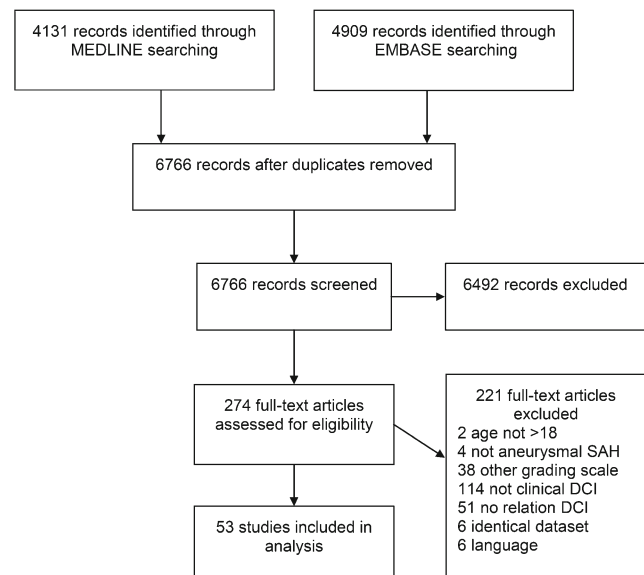 4131 records identified through
MEDLINE searching
4909 records identified through
EMBASE searching
6766 records after duplicates removed
6766 records screened
6492 records excluded
274 full-text articles
assessed for eligibility
221 full-text articles
excluded
2 age not >18
4 not aneurysmal SAH
38 other grading scale
114 not clinical DCI
51 no relation DCI
6 identical dataset
6 language
53 studies included in
analysis